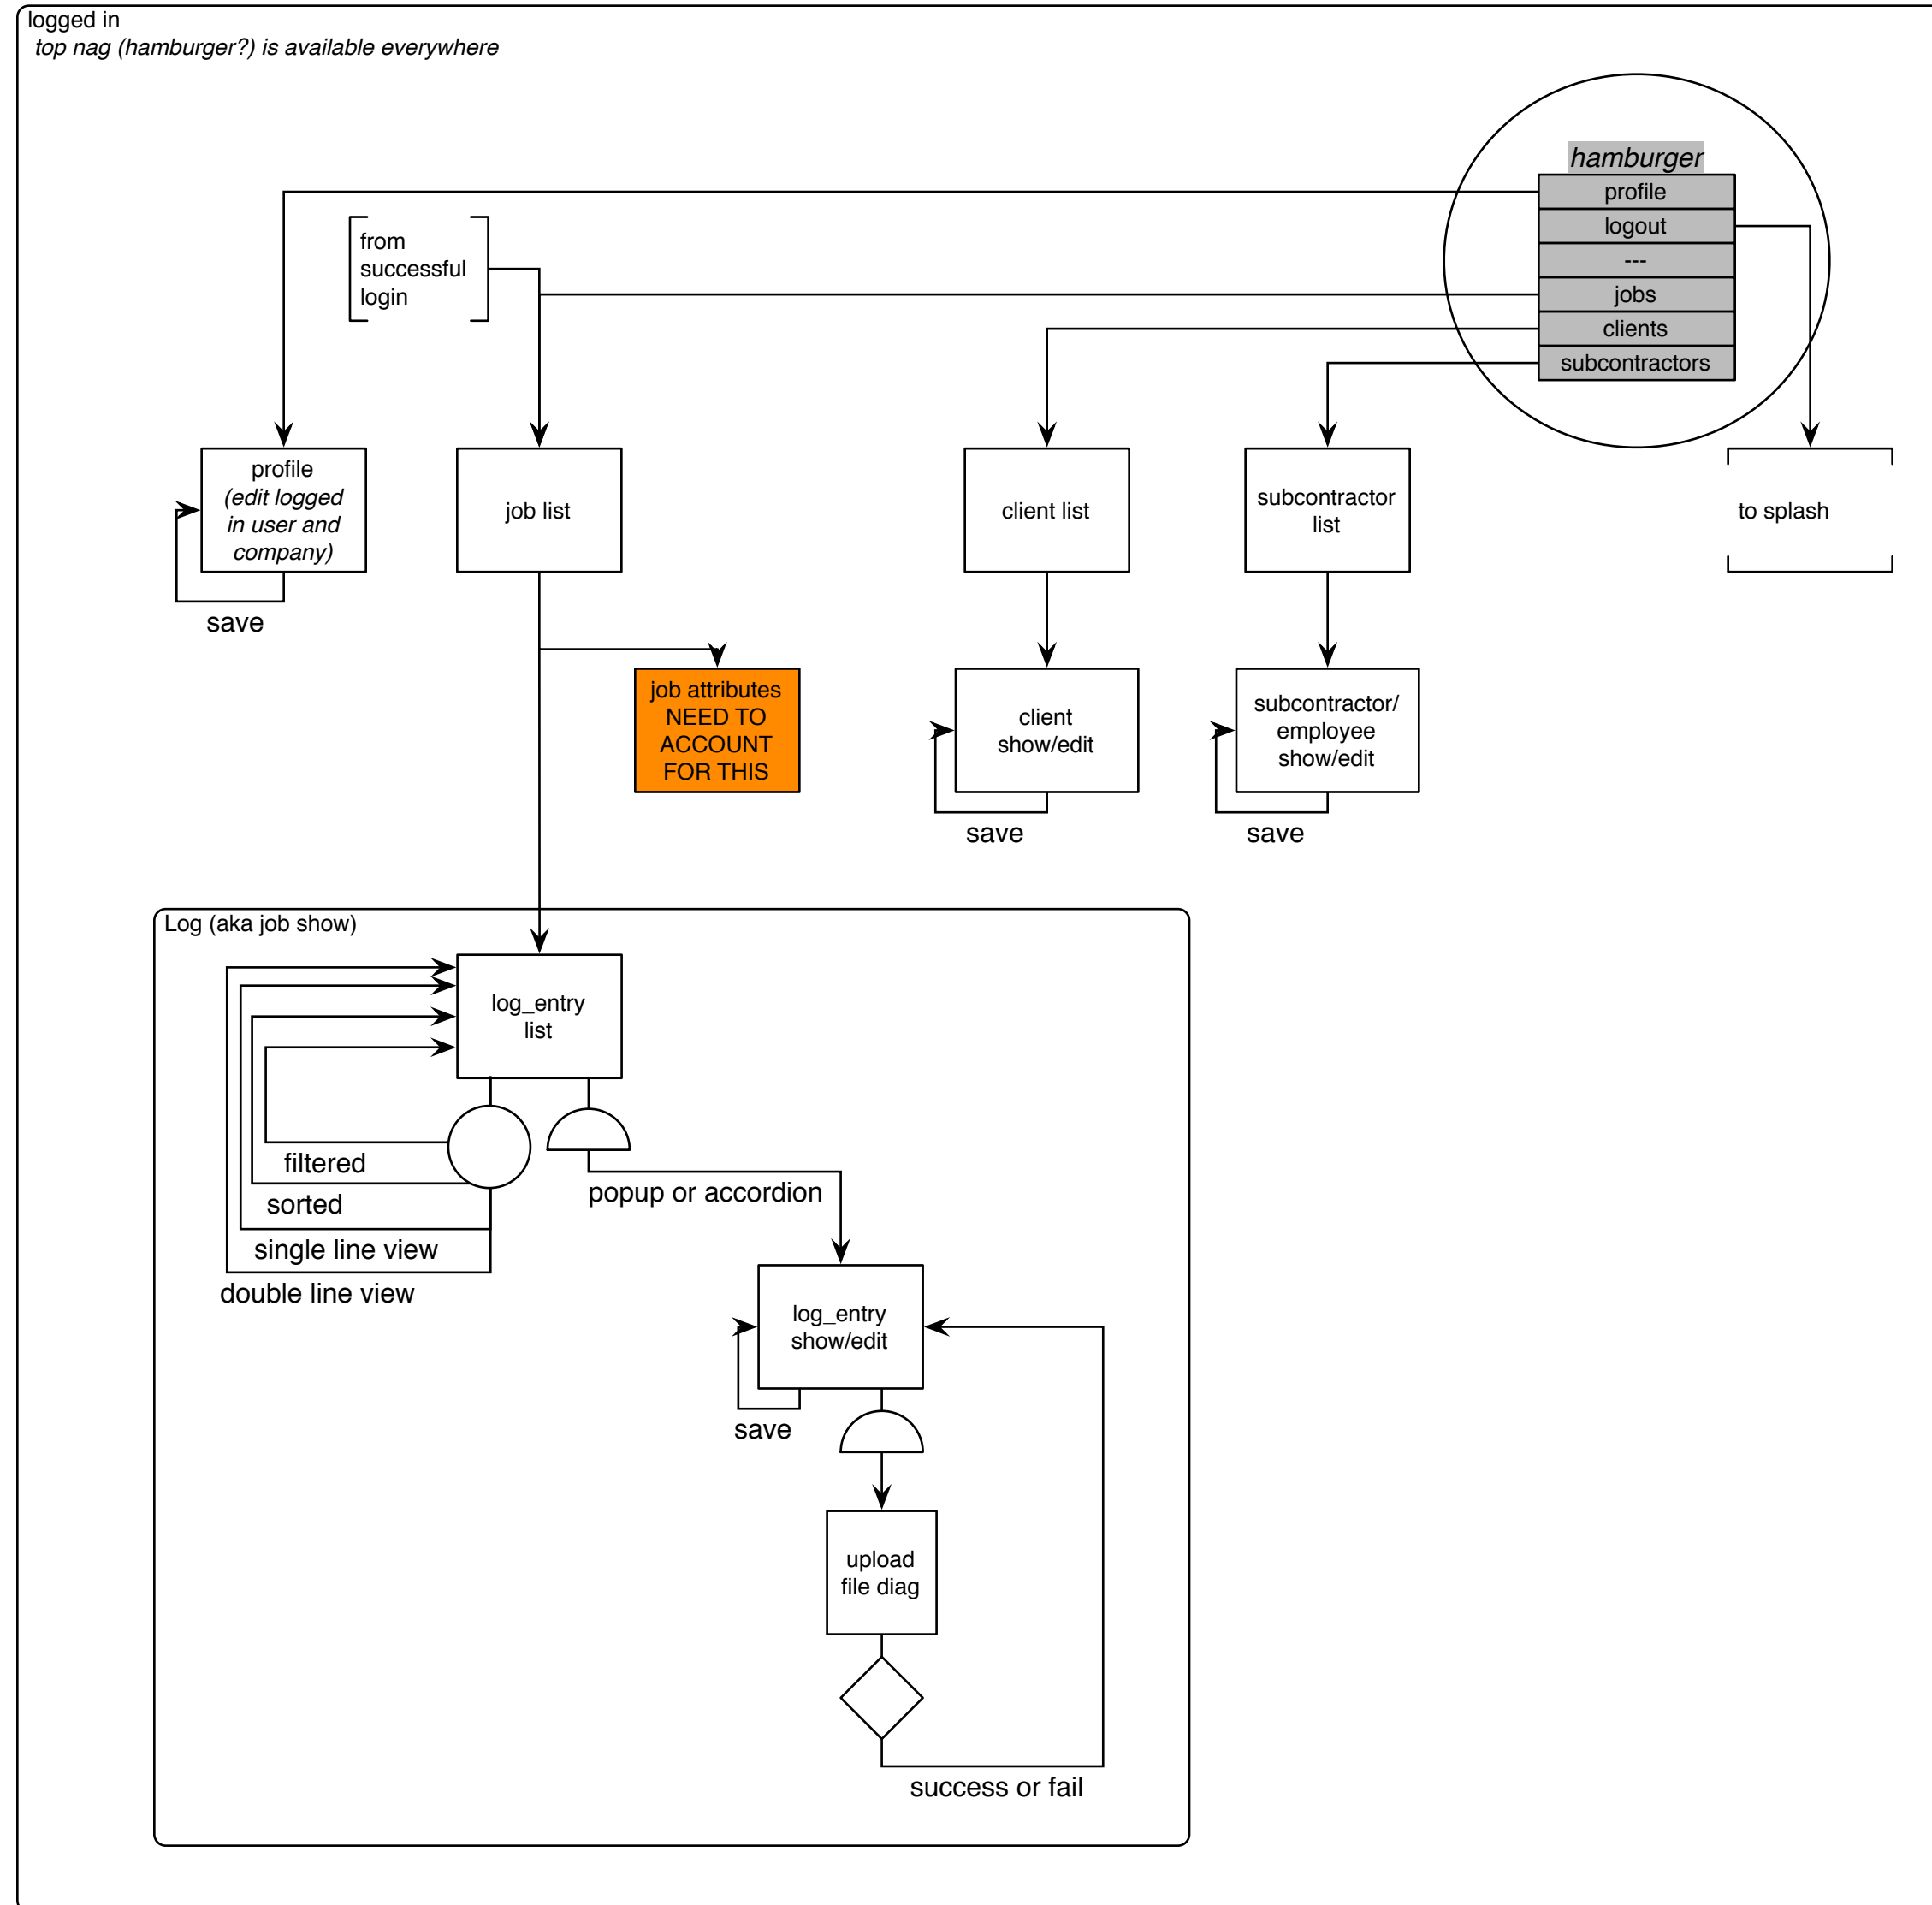 logged in
top nag (hamburger?) is available everywhere
hamburger
profile
logout
---
jobs
clients
subcontractors
from
successful
login
profile
(edit logged
in user and
company)
save
job list
client list
subcontractor
list
to splash
job attributes
NEED TO
ACCOUNT
FOR THIS
client
show/edit
save
subcontractor/
employee
show/edit
save
Log (aka job show)
log_entry
list
filtered
sorted
single line view
double line view
popup or accordion
log_entry
show/edit
save
upload
file diag
success or fail